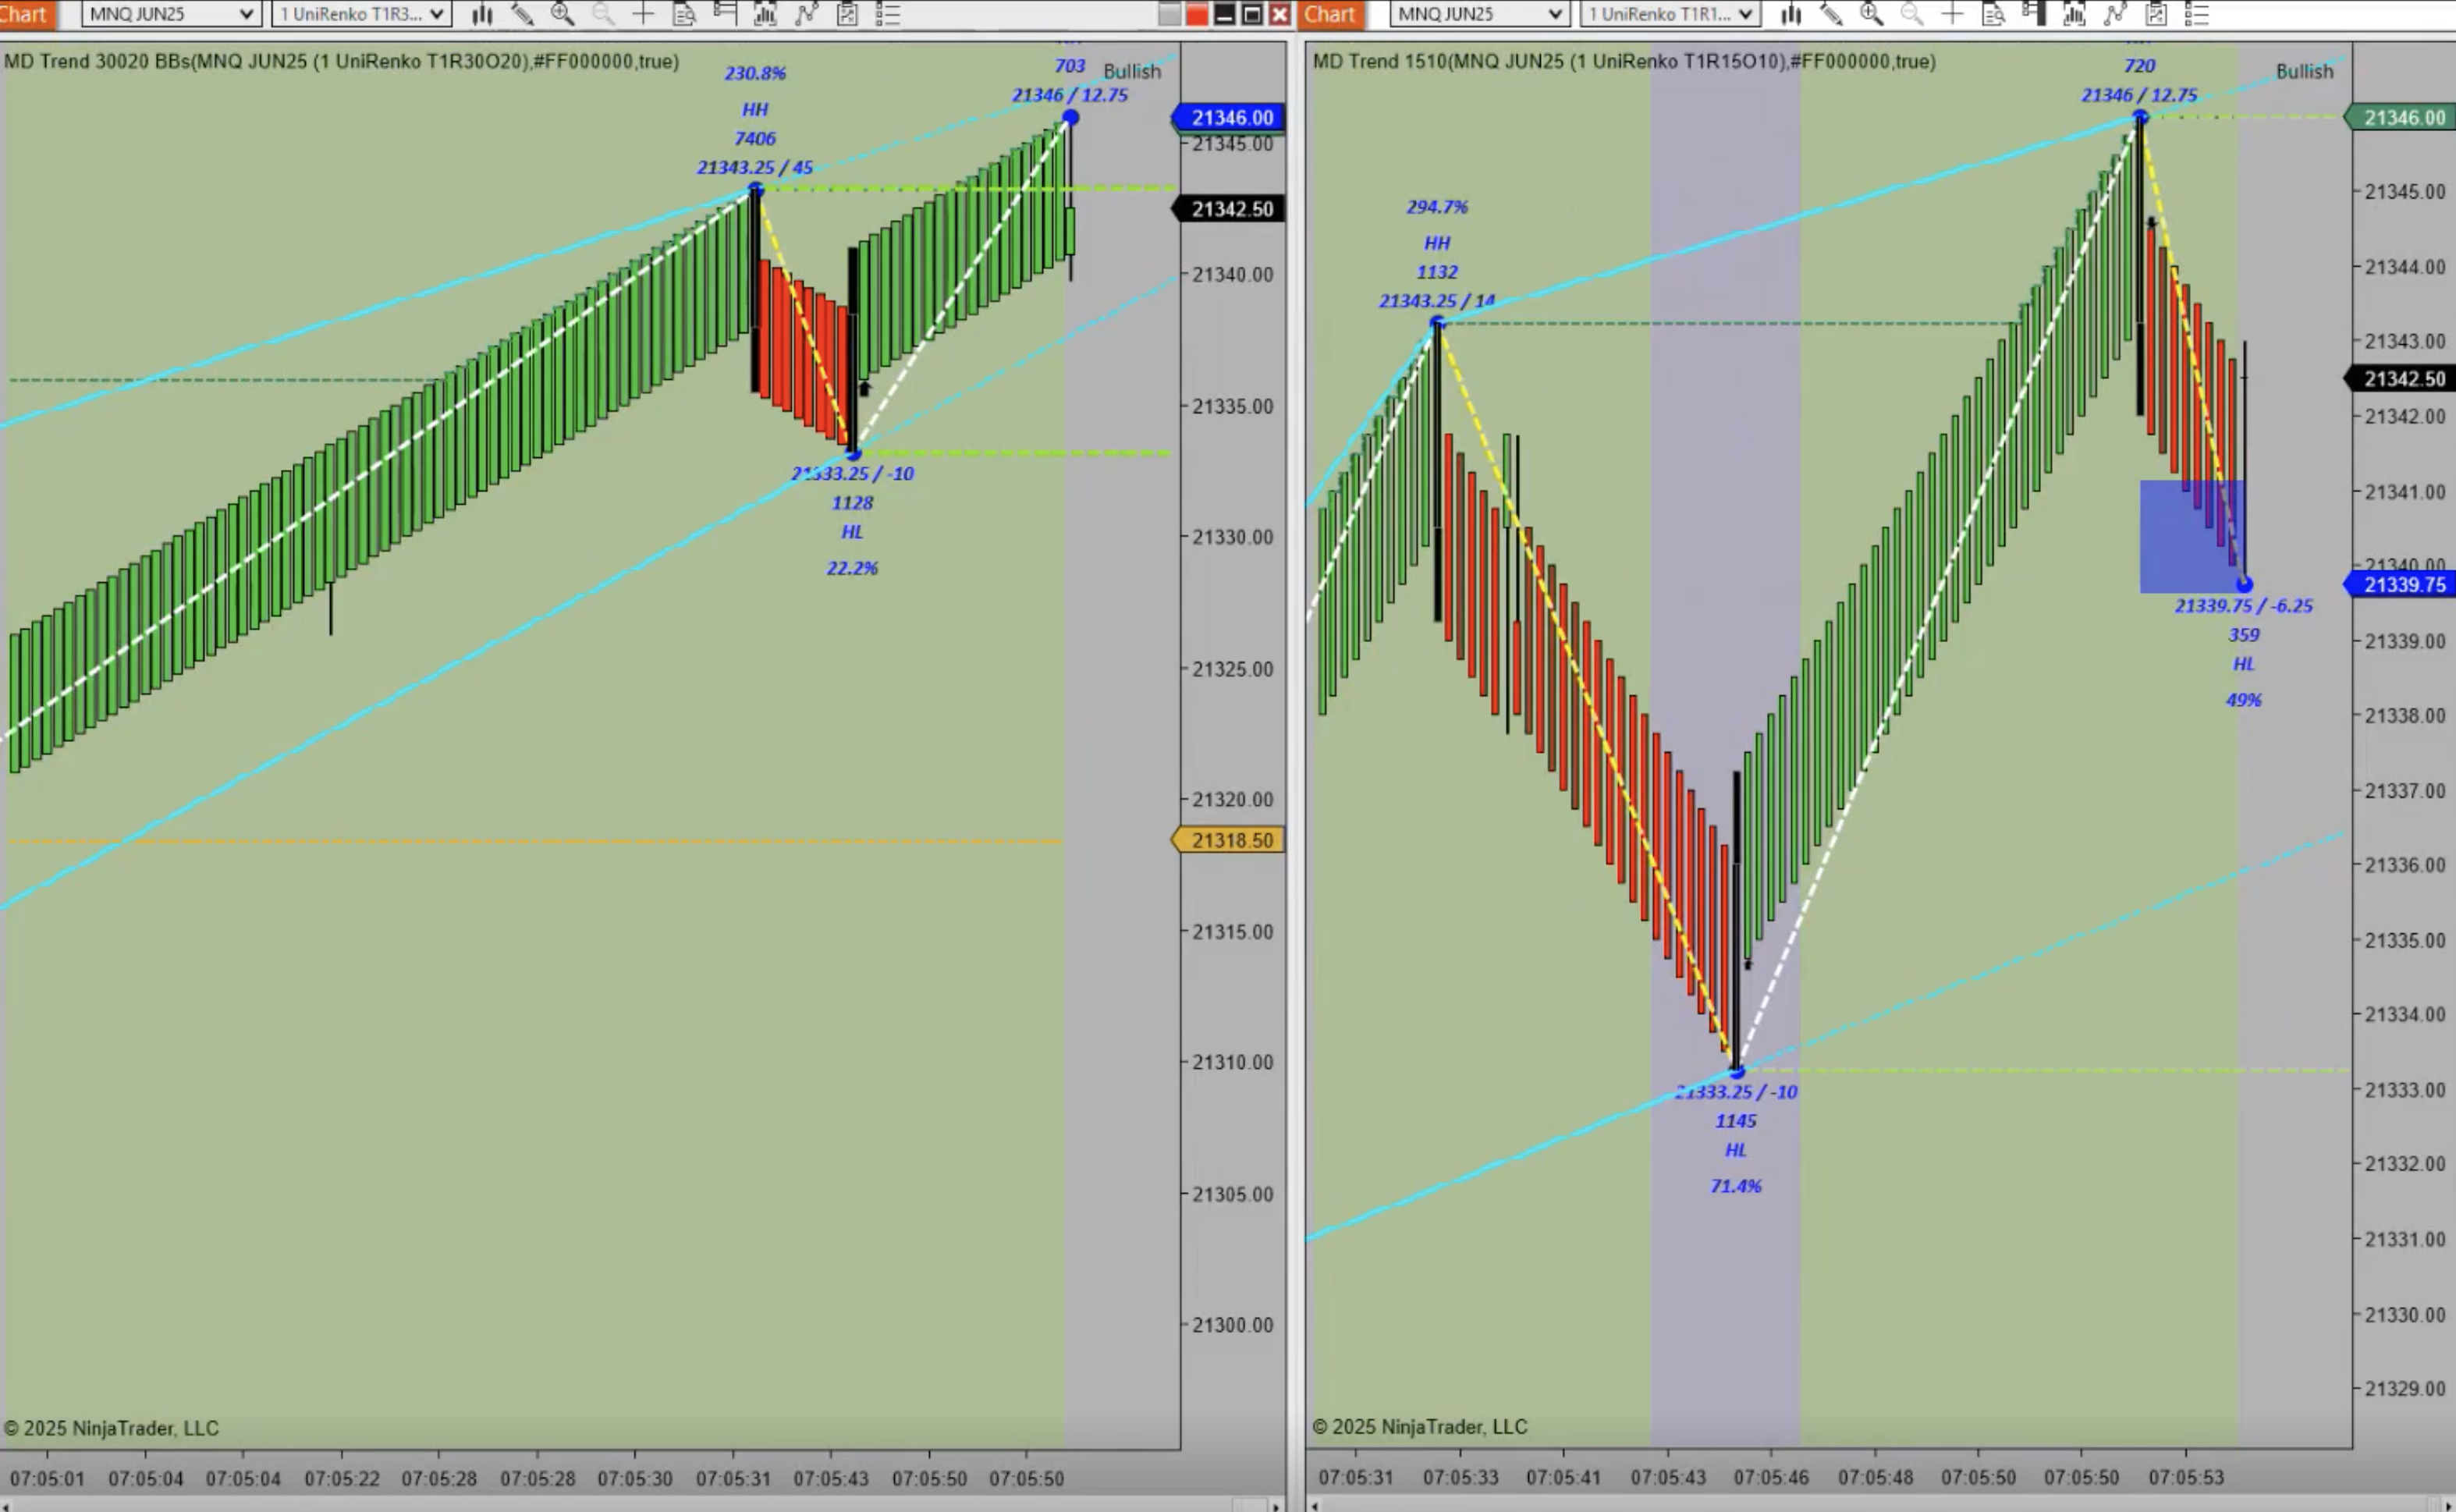 Chart
MNQ JUN25
1 UniRenko T1R3...
Chart
MNQ JUN25
1 UniRenko T1R1...
MD Trend 30020 BBs(MNQ JUN25 (1 UniRenko T1R30O20),#FF000000,true)
Bullish
230.8%
HH
7406
21343.25 / 45
703
21346 / 12.75
21333.25 / -10
1128
HL
22.2%
21346.00
21345.00
21342.50
21340.00
21335.00
21330.00
21325.00
21320.00
21318.50
21315.00
21310.00
21305.00
21300.00
© 2025 NinjaTrader, LLC
07:05:01 07:05:04 07:05:04 07:05:22 07:05:28 07:05:28 07:05:30 07:05:31 07:05:43 07:05:50 07:05:50
MD Trend 1510(MNQ JUN25 (1 UniRenko T1R15O10),#FF000000,true)
Bullish
294.7%
HH
1132
21343.25 / 14
720
21346 / 12.75
21333.25 / -10
1145
HL
71.4%
21339.75 / -6.25
359
HL
49%
21346.00
21345.00
21344.00
21343.00
21342.50
21342.00
21341.00
21340.00
21339.75
21339.00
21338.00
21337.00
21336.00
21335.00
21334.00
21333.00
21332.00
21331.00
21330.00
21329.00
© 2025 NinjaTrader, LLC
07:05:31 07:05:33 07:05:41 07:05:43 07:05:46 07:05:48 07:05:50 07:05:50 07:05:53